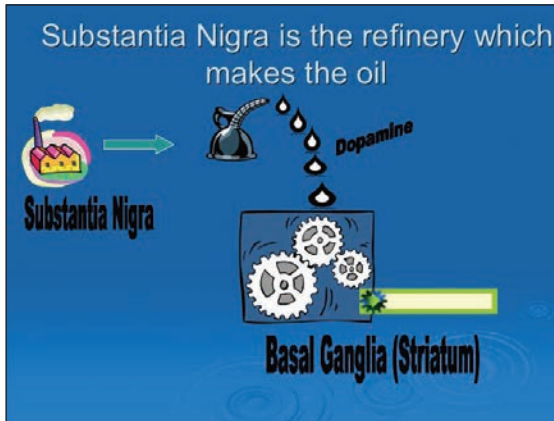 Substantia Nigra is the refinery which
makes the oil
Dopamine
Substantia Nigra
Basal Ganglia (Striatum)